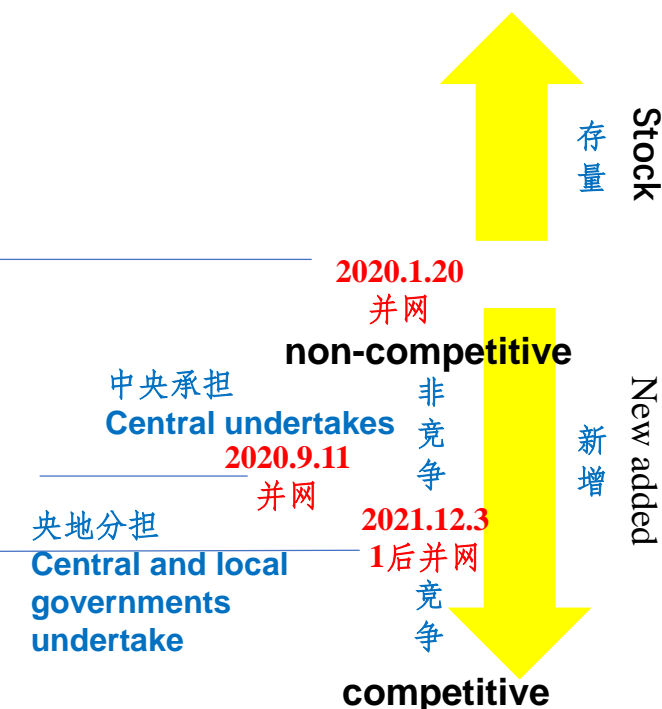 Stock
存量
2020.1.20
并网
non-competitive
中央承担
Central undertakes
非竞争
新增
New added
2020.9.11
并网
央地分担
Central and local
governments
undertake
2021.12.3
1后并网
竞争
competitive